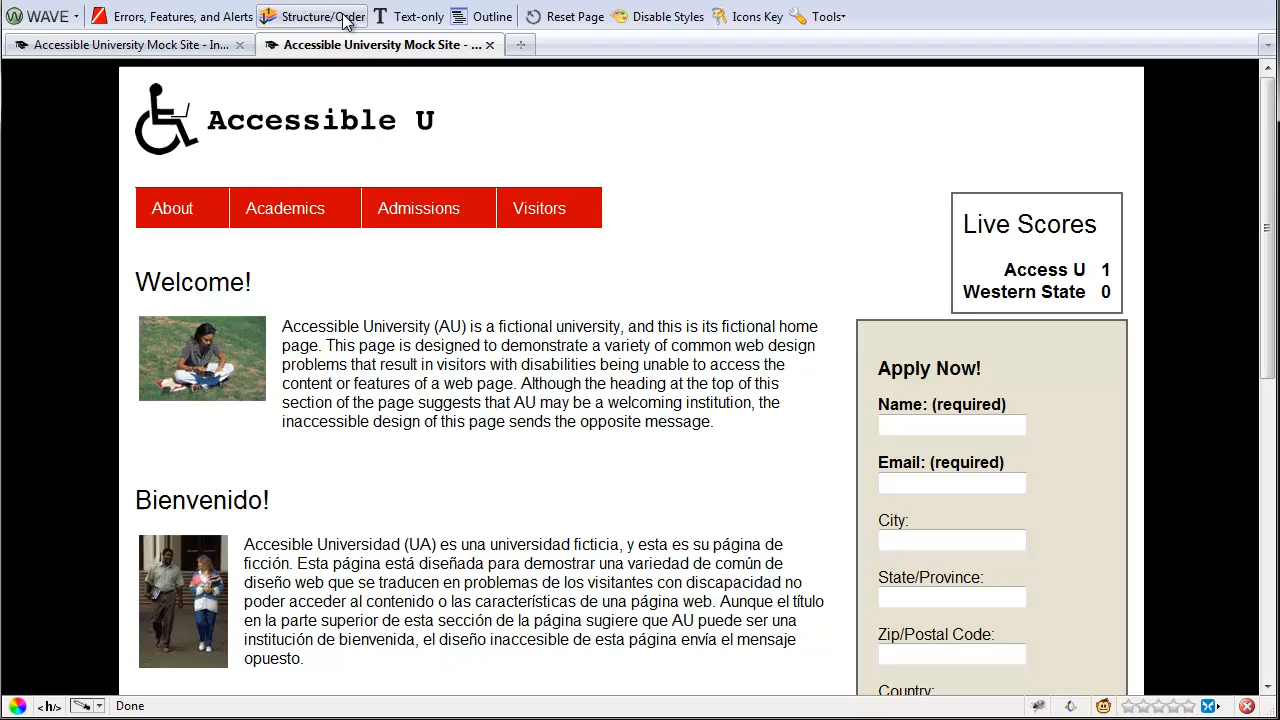 WAVE Errors, Features, and Alerts Structure/Order Text-only Outline Reset Page Disable Styles Icons Key Tools
Accessible University Mock Site - In... Accessible University Mock Site - ...
Accessible U
About Academics Admissions Visitors
Live Scores
Access U 1
Western State 0
Welcome!
Accessible University (AU) is a fictional university, and this is its fictional home
page. This page is designed to demonstrate a variety of common web design
problems that result in visitors with disabilities being unable to access the
content or features of a web page. Although the heading at the top of this
section of the page suggests that AU may be a welcoming institution, the
inaccessible design of this page sends the opposite message.
Bienvenido!
Accesible Universidad (UA) es una universidad ficticia, y esta es su página de
ficción. Esta página está diseñada para demostrar una variedad de común de
diseño web que se traducen en problemas de los visitantes con discapacidad no
poder acceder al contenido o las características de una página web. Aunque el título
en la parte superior de esta sección de la página sugiere que AU puede ser una
institución de bienvenida, el diseño inaccesible de esta página envía el mensaje
opuesto.
Apply Now!
Name: (required)
Email: (required)
City:
State/Province:
Zip/Postal Code:
Country:
<h/> Done